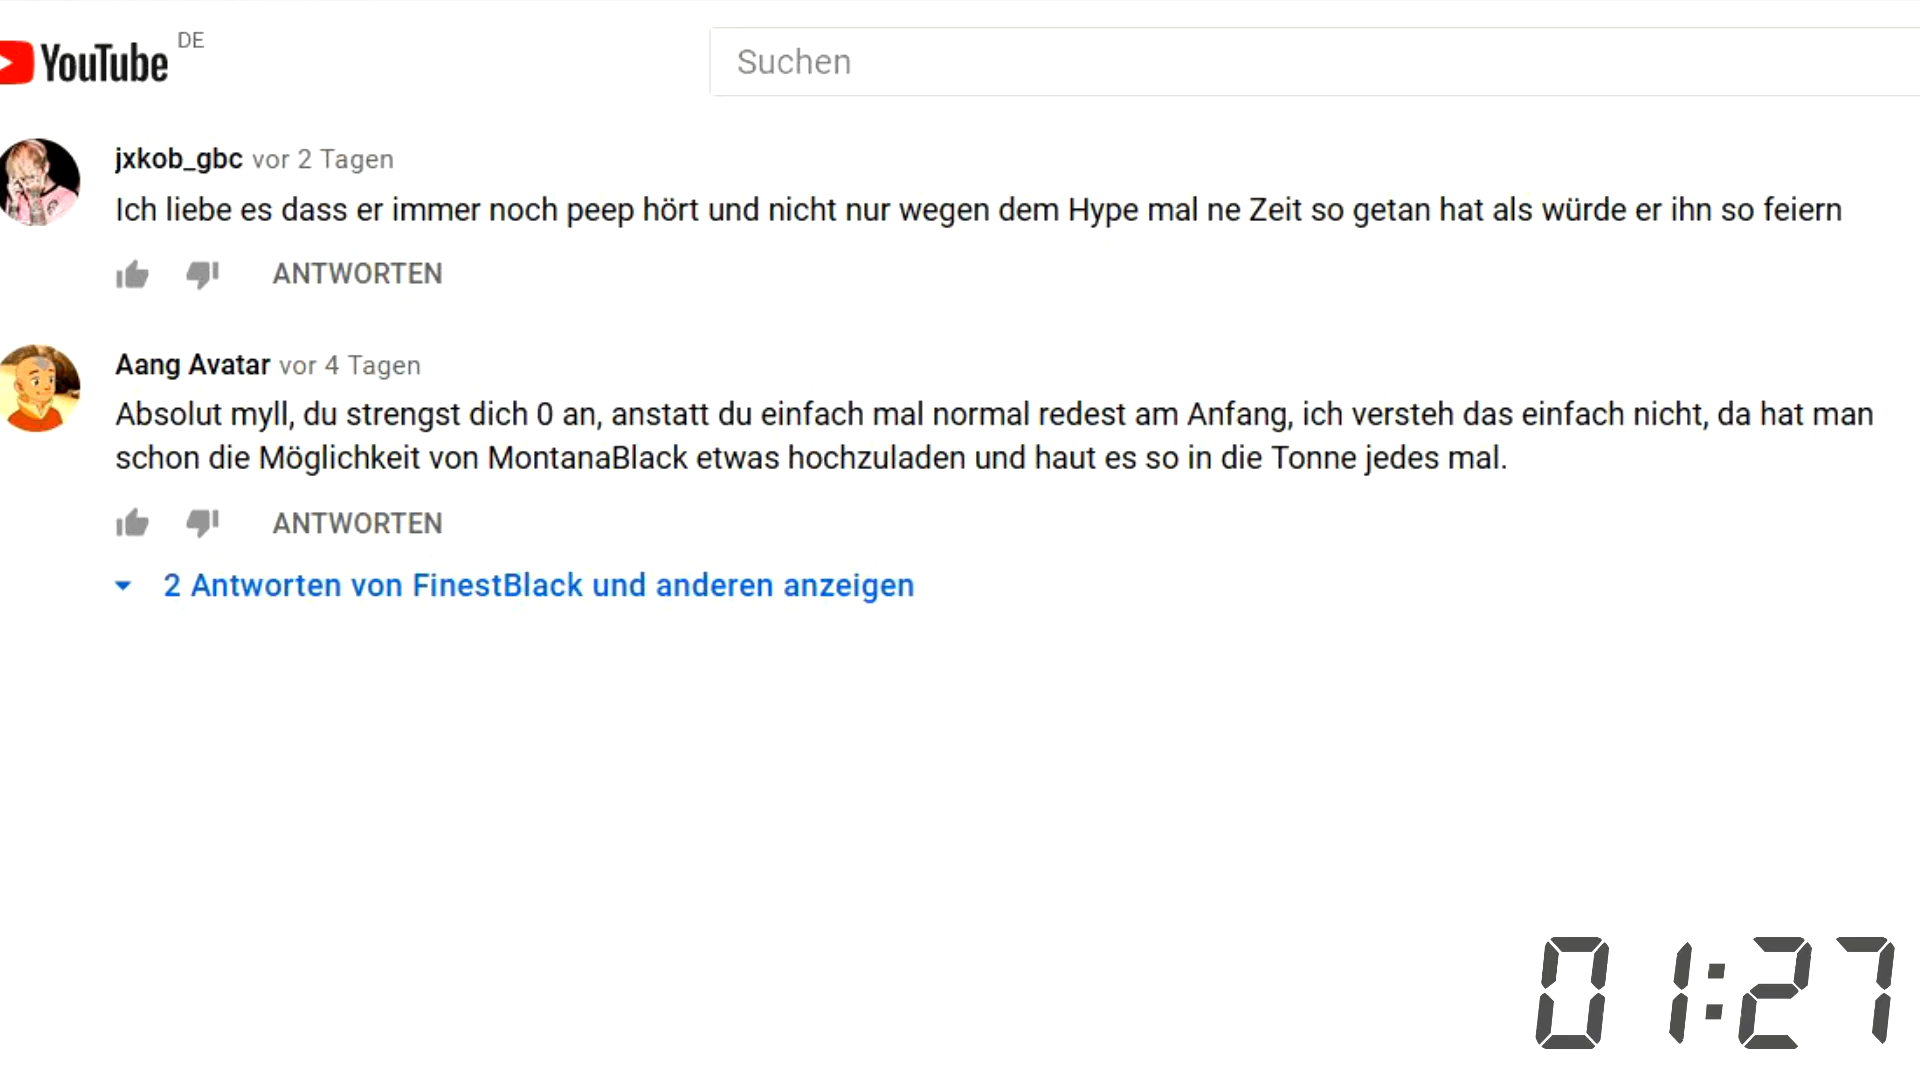 YouTube DE
Suchen
jxkob_gbc vor 2 Tagen
Ich liebe es dass er immer noch peep hört und nicht nur wegen dem Hype mal ne Zeit so getan hat als würde er ihn so feiern
ANTWORTEN
Aang Avatar vor 4 Tagen
Absolut myll, du strengst dich 0 an, anstatt du einfach mal normal redest am Anfang, ich versteh das einfach nicht, da hat man
schon die Möglichkeit von MontanaBlack etwas hochzuladen und haut es so in die Tonne jedes mal.
ANTWORTEN
2 Antworten von FinestBlack und anderen anzeigen
01:27